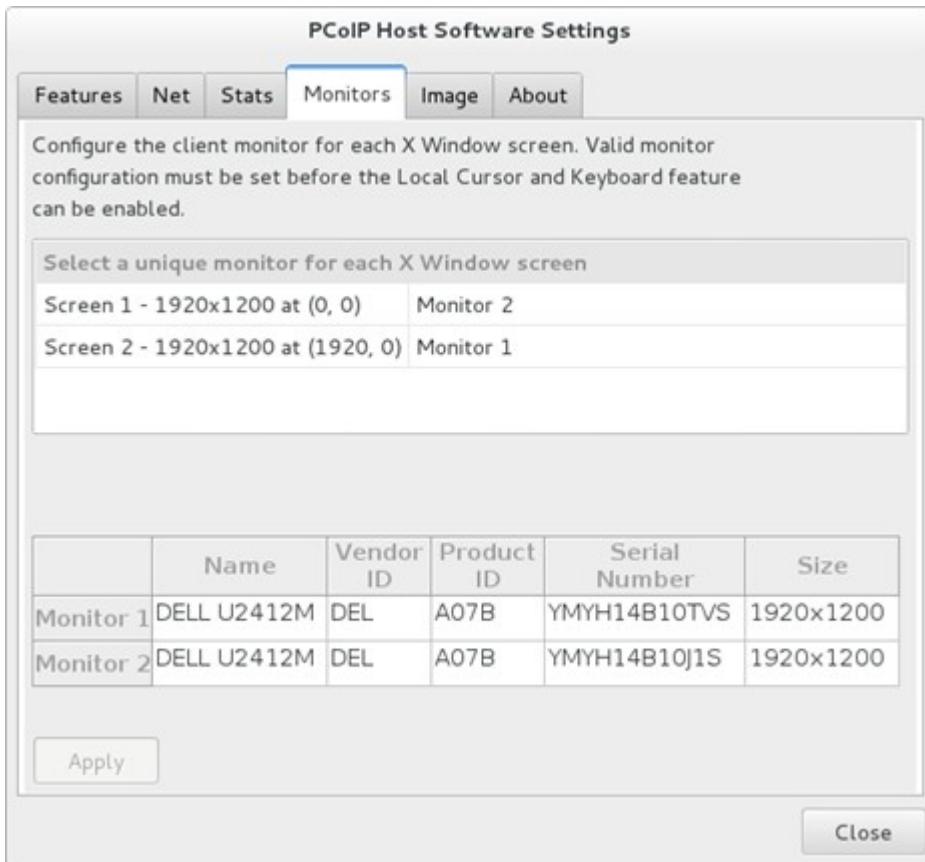 PCoIP Host Software Settings
Features Net Stats Monitors Image About
Configure the client monitor for each X Window screen. Valid monitor
configuration must be set before the Local Cursor and Keyboard feature
can be enabled.
Select a unique monitor for each X Window screen
Screen 1 - 1920x1200 at (0, 0) Monitor 2
Screen 2 - 1920x1200 at (1920, 0) Monitor 1
Name Vendor ID Product ID Serial Number Size
Monitor 1 DELL U2412M DEL A07B YMYH14B10TVS 1920x1200
Monitor 2 DELL U2412M DEL A07B YMYH14B10J1S 1920x1200
Apply
Close